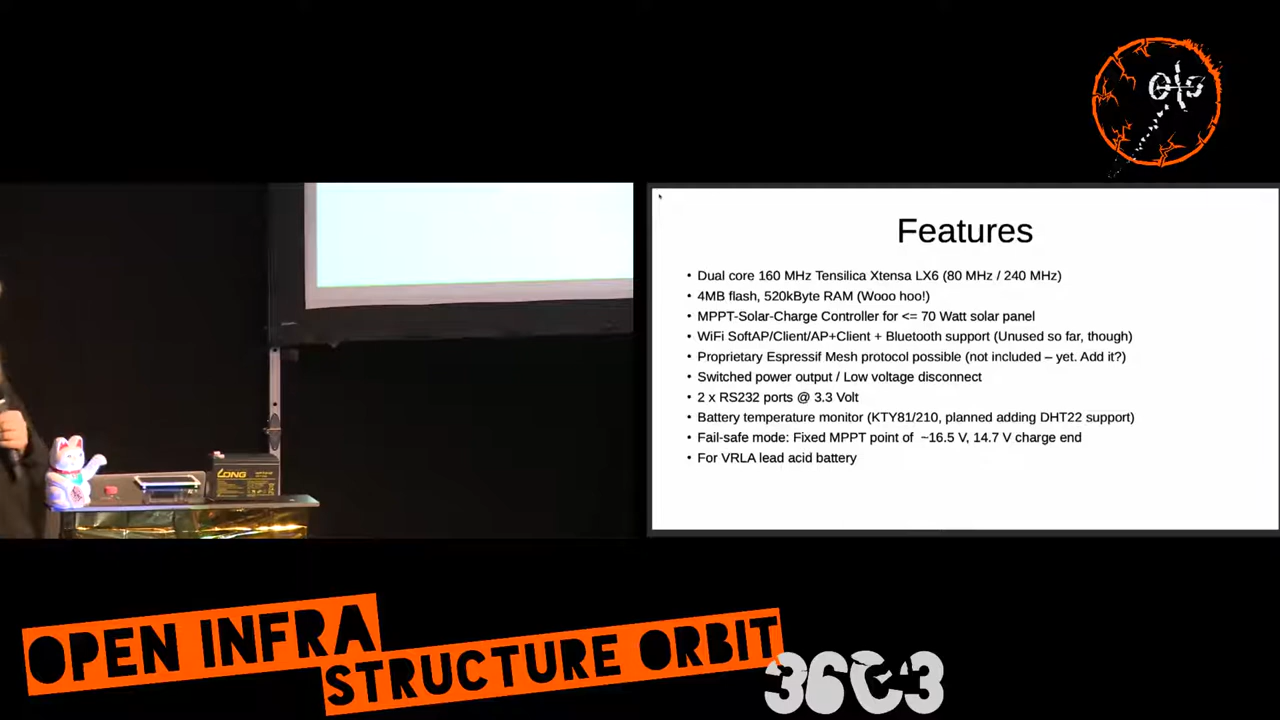 oio
Features
• Dual core 160 MHz Tensilica Xtensa LX6 (80 MHz / 240 MHz)
• 4MB flash, 520kByte RAM (Wooo hoo!)
• MPPT-Solar-Charge Controller for <= 70 Watt solar panel
• WiFi SoftAP/Client/AP+Client + Bluetooth support (Unused so far, though)
• Proprietary Espressif Mesh protocol possible (not included – yet. Add it?)
• Switched power output / Low voltage disconnect
• 2 x RS232 ports @ 3.3 Volt
• Battery temperature monitor (KTY81/210, planned adding DHT22 support)
• Fail-safe mode: Fixed MPPT point of ~16.5 V, 14.7 V charge end
• For VRLA lead acid battery
LONG
OPEN INFRA
STRUCTURE ORBIT
36C3